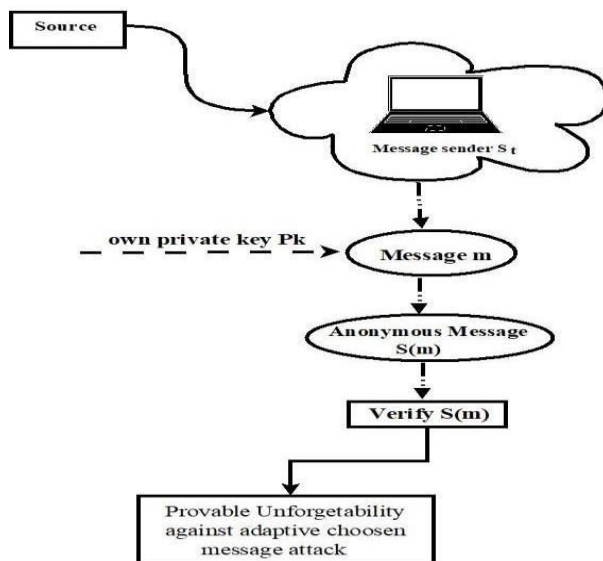 Source
Message sender S t
own private key Pk
Message m
Anonymous Message
S(m)
Verify S(m)
Provable Unforgetability
against adaptive choosen
message attack